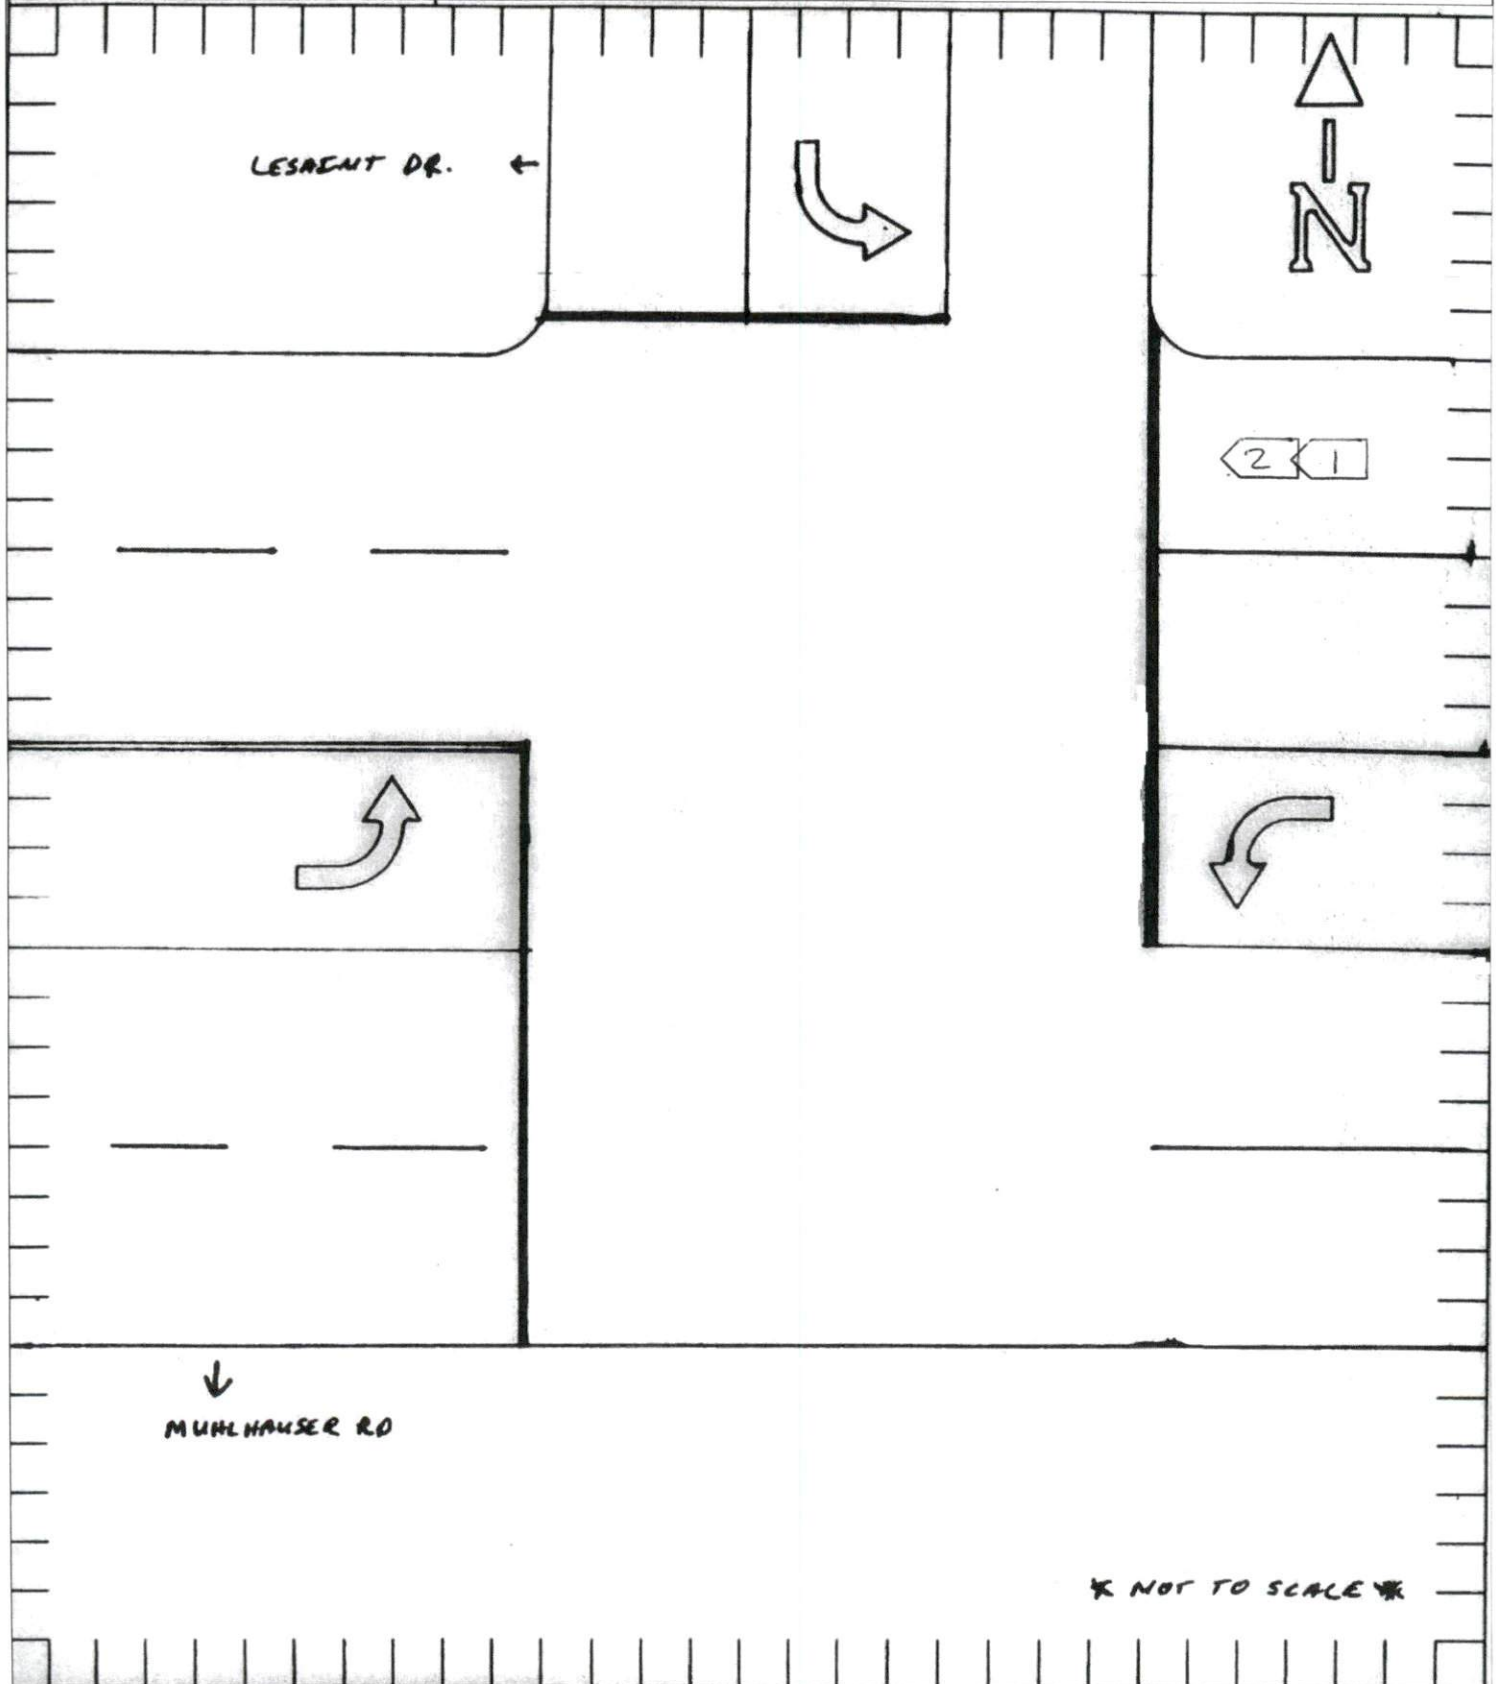 LESAINT DR. ←
N
2 1
↓
MUHLHAUSER RD
* NOT TO SCALE *